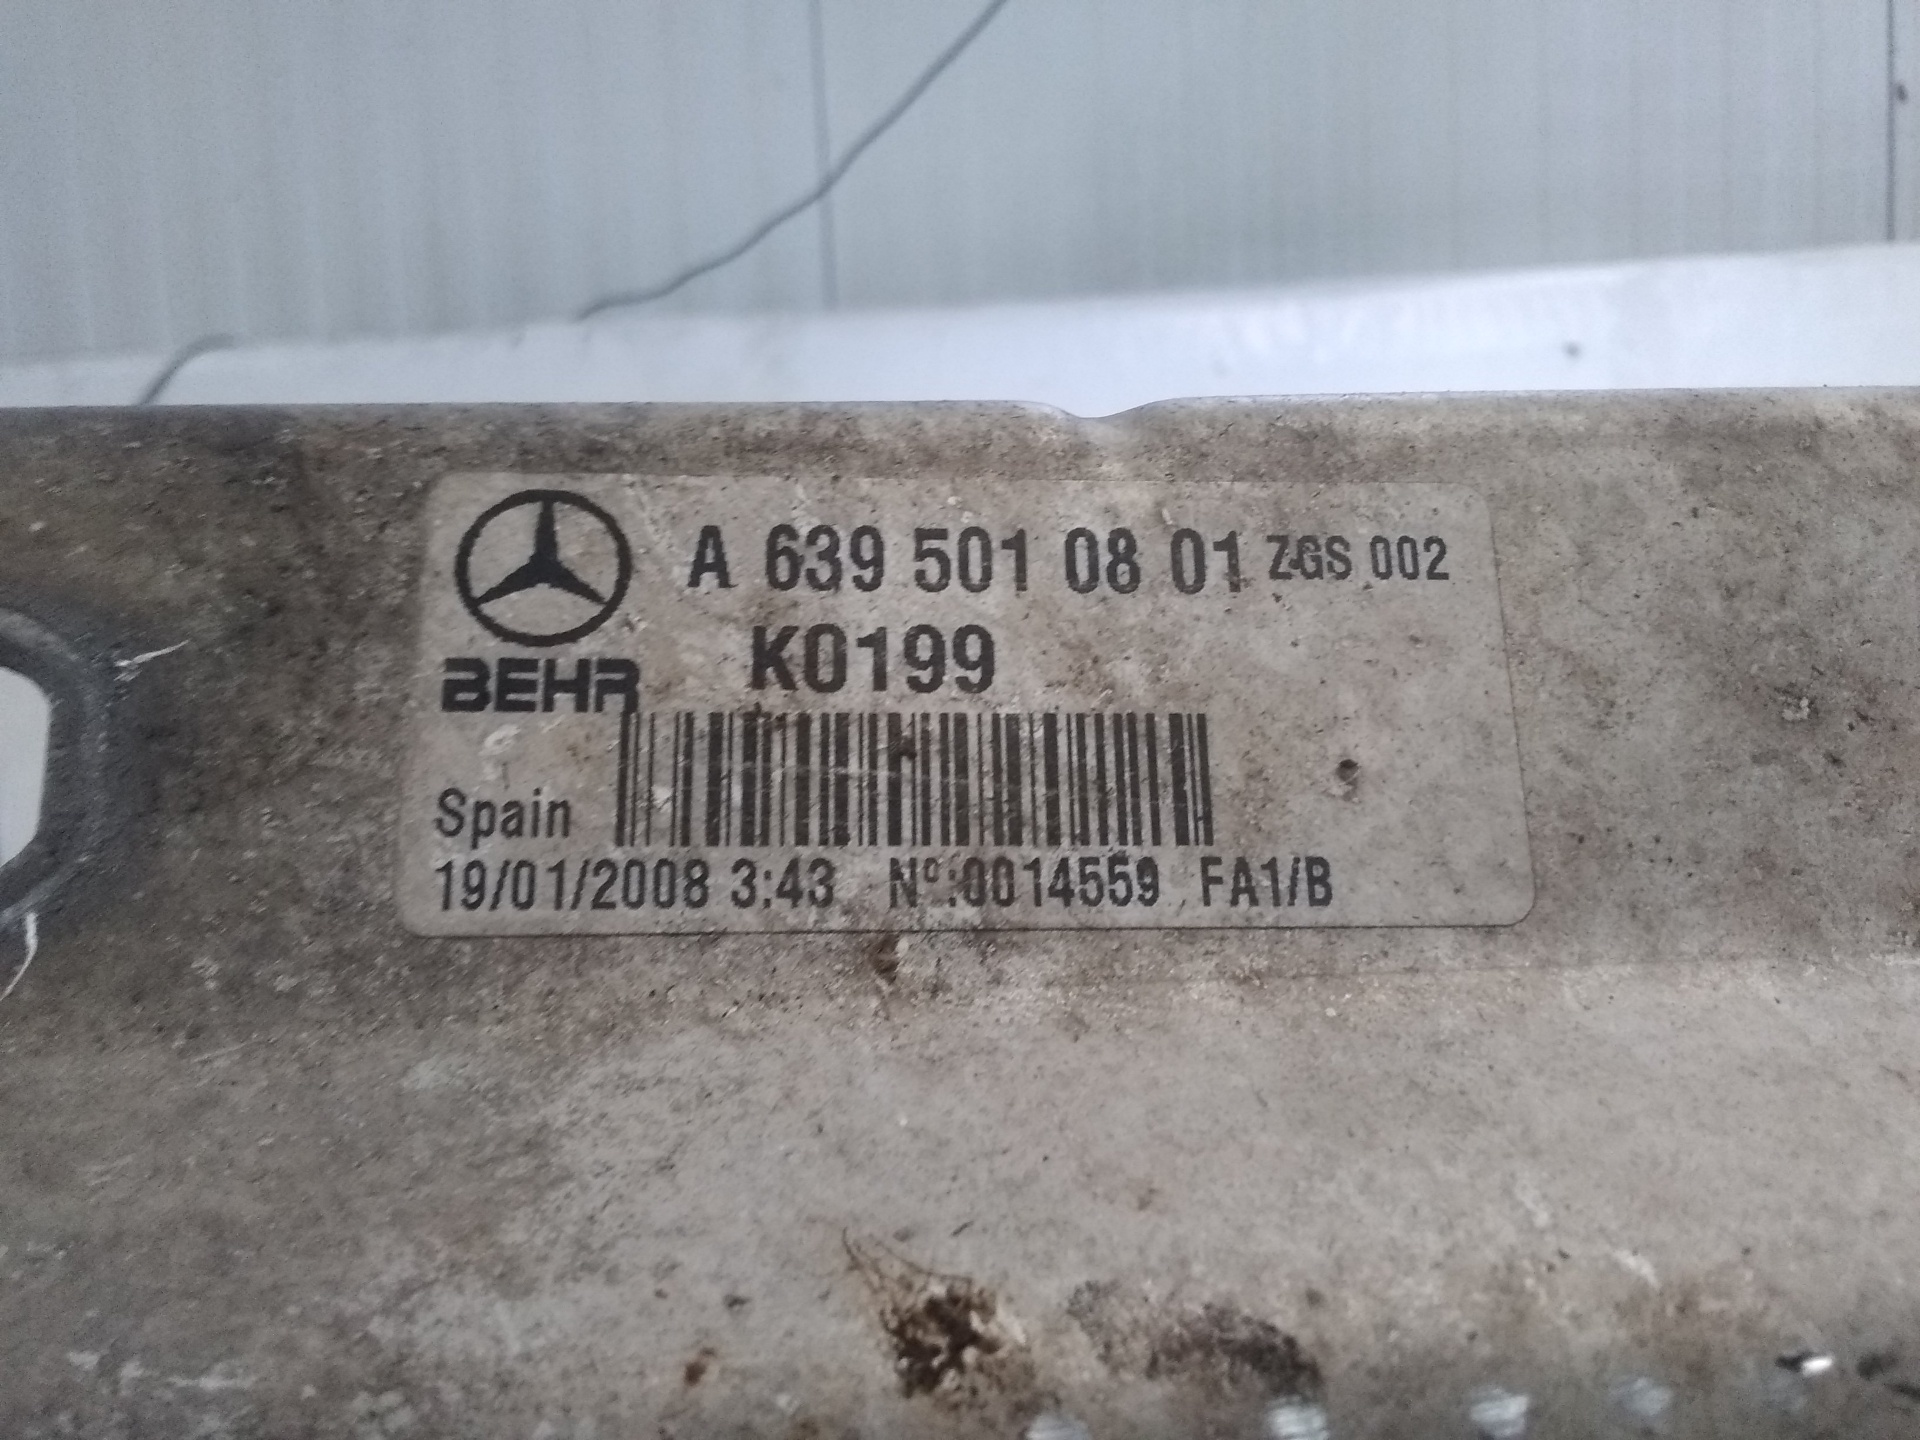 A 639 501 08 01 ZGS 002
BEHR K0199
Spain
19/01/2008 3:43 Nº:0014559 FA1/B